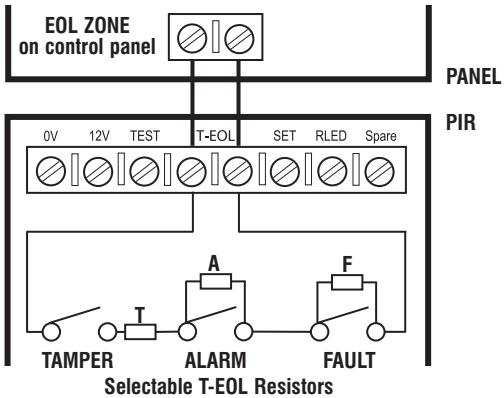 EOL ZONE
on control panel
PANEL
PIR
0V 12V TEST T-EOL SET RLED Spare
A F
T
TAMPER ALARM FAULT
Selectable T-EOL Resistors